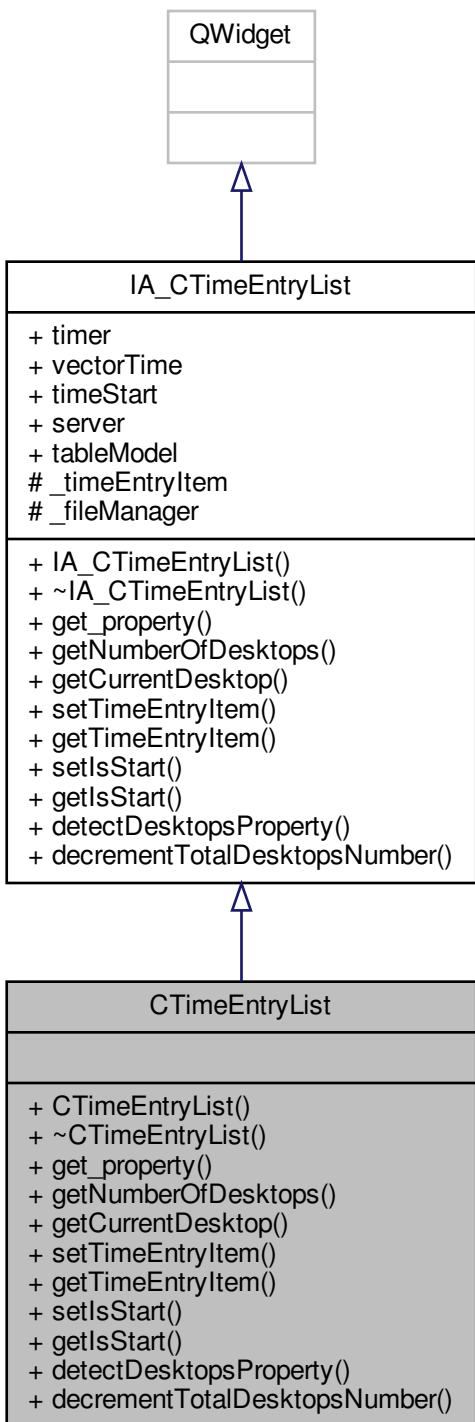 QWidget
IA_CTimeEntryList
+ timer
+ vectorTime
+ timeStart
+ server
+ tableModel
# _timeEntryItem
# _fileManager
+ IA_CTimeEntryList()
+ ~IA_CTimeEntryList()
+ get_property()
+ getNumberOfDesktops()
+ getCurrentDesktop()
+ setTimeEntryItem()
+ getTimeEntryItem()
+ setIsStart()
+ getIsStart()
+ detectDesktopsProperty()
+ decrementTotalDesktopsNumber()
CTimeEntryList
+ CTimeEntryList()
+ ~CTimeEntryList()
+ get_property()
+ getNumberOfDesktops()
+ getCurrentDesktop()
+ setTimeEntryItem()
+ getTimeEntryItem()
+ setIsStart()
+ getIsStart()
+ detectDesktopsProperty()
+ decrementTotalDesktopsNumber()